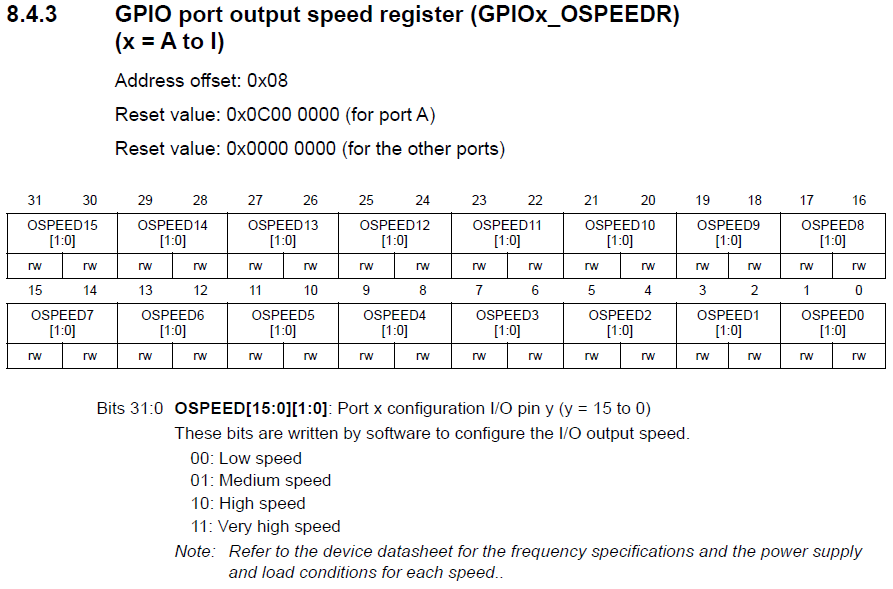 8.4.3 GPIO port output speed register (GPIOx_OSPEEDR)
(x = A to I)
Address offset: 0x08
Reset value: 0x0C00 0000 (for port A)
Reset value: 0x0000 0000 (for the other ports)
31 30 29 28 27 26 25 24 23 22 21 20 19 18 17 16
OSPEED15 OSPEED14 OSPEED13 OSPEED12 OSPEED11 OSPEED10 OSPEED9 OSPEED8
[1:0] [1:0] [1:0] [1:0] [1:0] [1:0] [1:0] [1:0]
rw rw rw rw rw rw rw rw rw rw rw rw rw rw rw rw
15 14 13 12 11 10 9 8 7 6 5 4 3 2 1 0
OSPEED7 OSPEED6 OSPEED5 OSPEED4 OSPEED3 OSPEED2 OSPEED1 OSPEED0
[1:0] [1:0] [1:0] [1:0] [1:0] [1:0] [1:0] [1:0]
rw rw rw rw rw rw rw rw rw rw rw rw rw rw rw rw
Bits 31:0 OSPEED[15:0][1:0]: Port x configuration I/O pin y (y = 15 to 0)
These bits are written by software to configure the I/O output speed.
00: Low speed
01: Medium speed
10: High speed
11: Very high speed
Note: Refer to the device datasheet for the frequency specifications and the power supply
and load conditions for each speed..